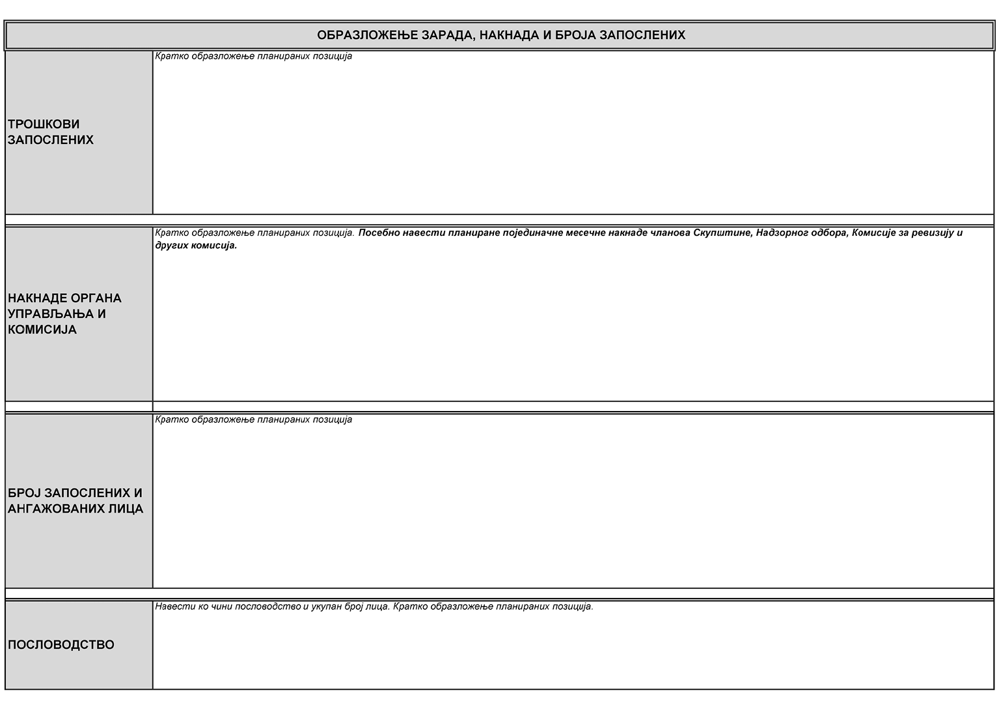 ОБРАЗЛОЖЕЊЕ ЗАРАДА, НАКНАДА И БРОЈА ЗАПОСЛЕНИХ
Кратко образложење планираних позиција
ТРОШКОВИ
ЗАПОСЛЕНИХ
Кратко образложење планираних позиција. Посебно навести планиране појединачне месечне накнаде чланова Скупштине, Надзорног одбора, Комисије за ревизију и
других комисија.
НАКНАДЕ ОРГАНА
УПРАВЉАЊА И
КОМИСИЈА
Кратко образложење планираних позиција
БРОЈ ЗАПОСЛЕНИХ И
АНГАЖОВАНИХ ЛИЦА
Навести ко чини пословодство и укупан број лица. Кратко образложење планираних позиција.
ПОСЛОВОДСТВО